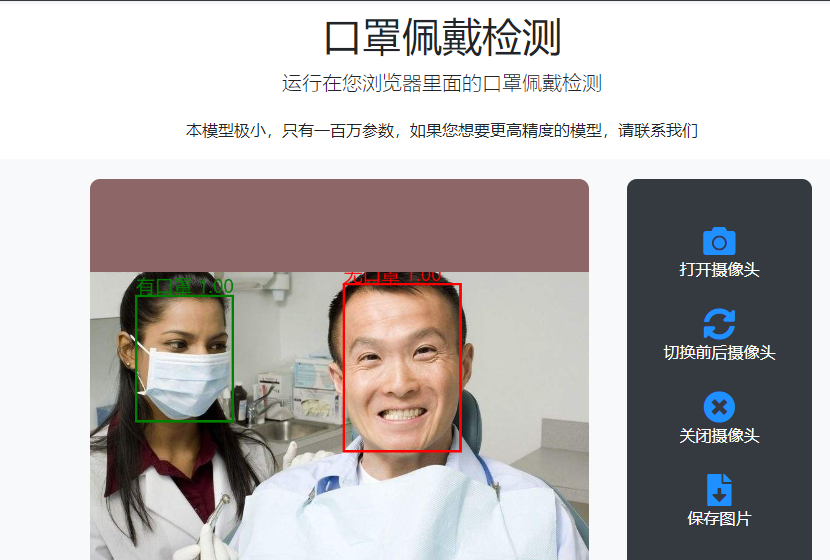 口罩佩戴检测
运行在您浏览器里面的口罩佩戴检测
本模型极小，只有一百万参数，如果您想要更高精度的模型，请联系我们
有口罩 1.00
无口罩 1.00
打开摄像头
切换前后摄像头
关闭摄像头
保存图片